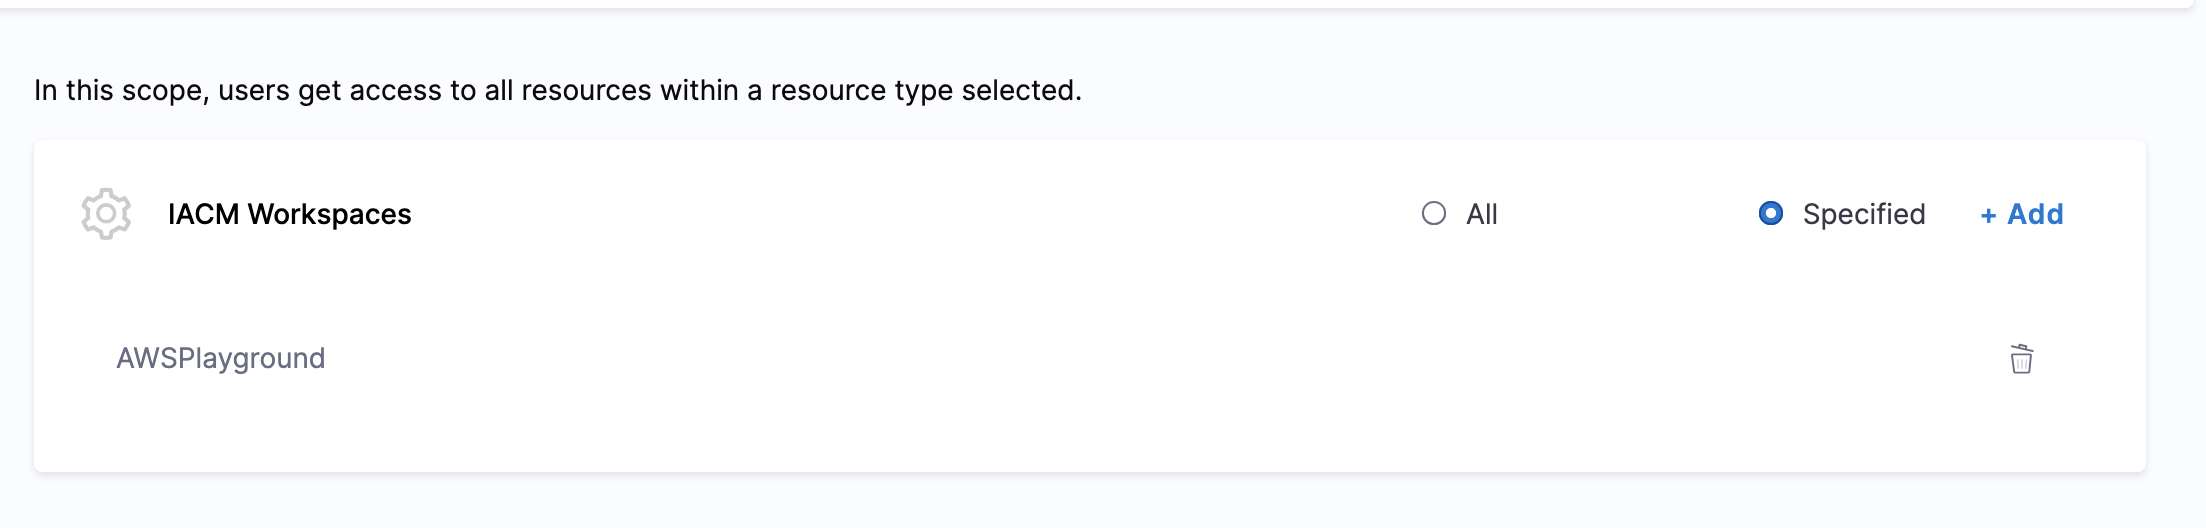 In this scope, users get access to all resources within a resource type selected.
IACM Workspaces All Specified + Add
AWSPlayground